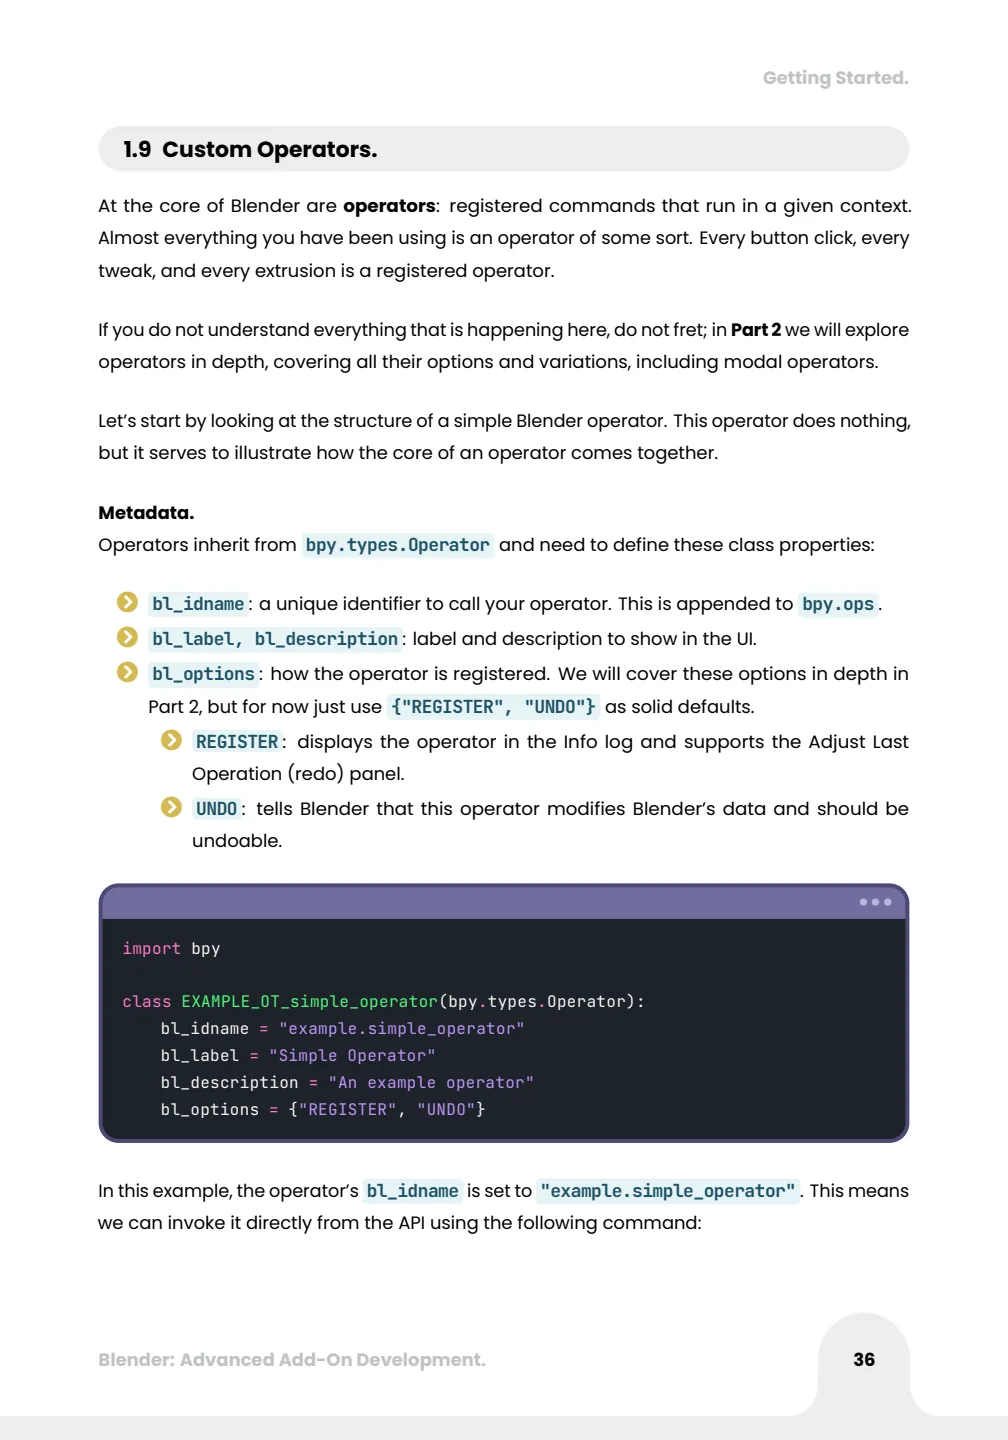 Getting Started.
1.9 Custom Operators.
At the core of Blender are operators: registered commands that run in a given context.
Almost everything you have been using is an operator of some sort. Every button click, every
tweak, and every extrusion is a registered operator.
If you do not understand everything that is happening here, do not fret; in Part 2 we will explore
operators in depth, covering all their options and variations, including modal operators.
Let's start by looking at the structure of a simple Blender operator. This operator does nothing,
but it serves to illustrate how the core of an operator comes together.
Metadata.
Operators inherit from bpy.types.Operator and need to define these class properties:
bl_idname: a unique identifier to call your operator. This is appended to bpy.ops.
bl_label, bl_description: label and description to show in the UI.
bl_options: how the operator is registered. We will cover these options in depth in
Part 2, but for now just use {"REGISTER", "UNDO"} as solid defaults.
REGISTER: displays the operator in the Info log and supports the Adjust Last
Operation (redo) panel.
UNDO: tells Blender that this operator modifies Blender's data and should be
undoable.
import bpy
class EXAMPLE_OT_simple_operator(bpy.types.Operator):
    bl_idname = "example.simple_operator"
    bl_label = "Simple Operator"
    bl_description = "An example operator"
    bl_options = {"REGISTER", "UNDO"}
In this example, the operator's bl_idname is set to "example.simple_operator". This means
we can invoke it directly from the API using the following command:
Blender: Advanced Add-On Development.
36